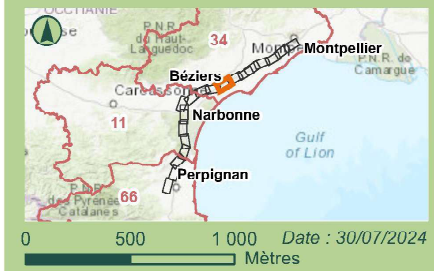 OCCITANIE
P.N.R.
du Haut-
Languedoc
34
Montpellier
P.N.R. de
Camargue
Béziers
Carcassonne
Narbonne
11
Gulf
of Lion
Perpignan
66
P.N.R.
des Pyrénées
Catalanes
0 500 1 000 Date : 30/07/2024
Mètres